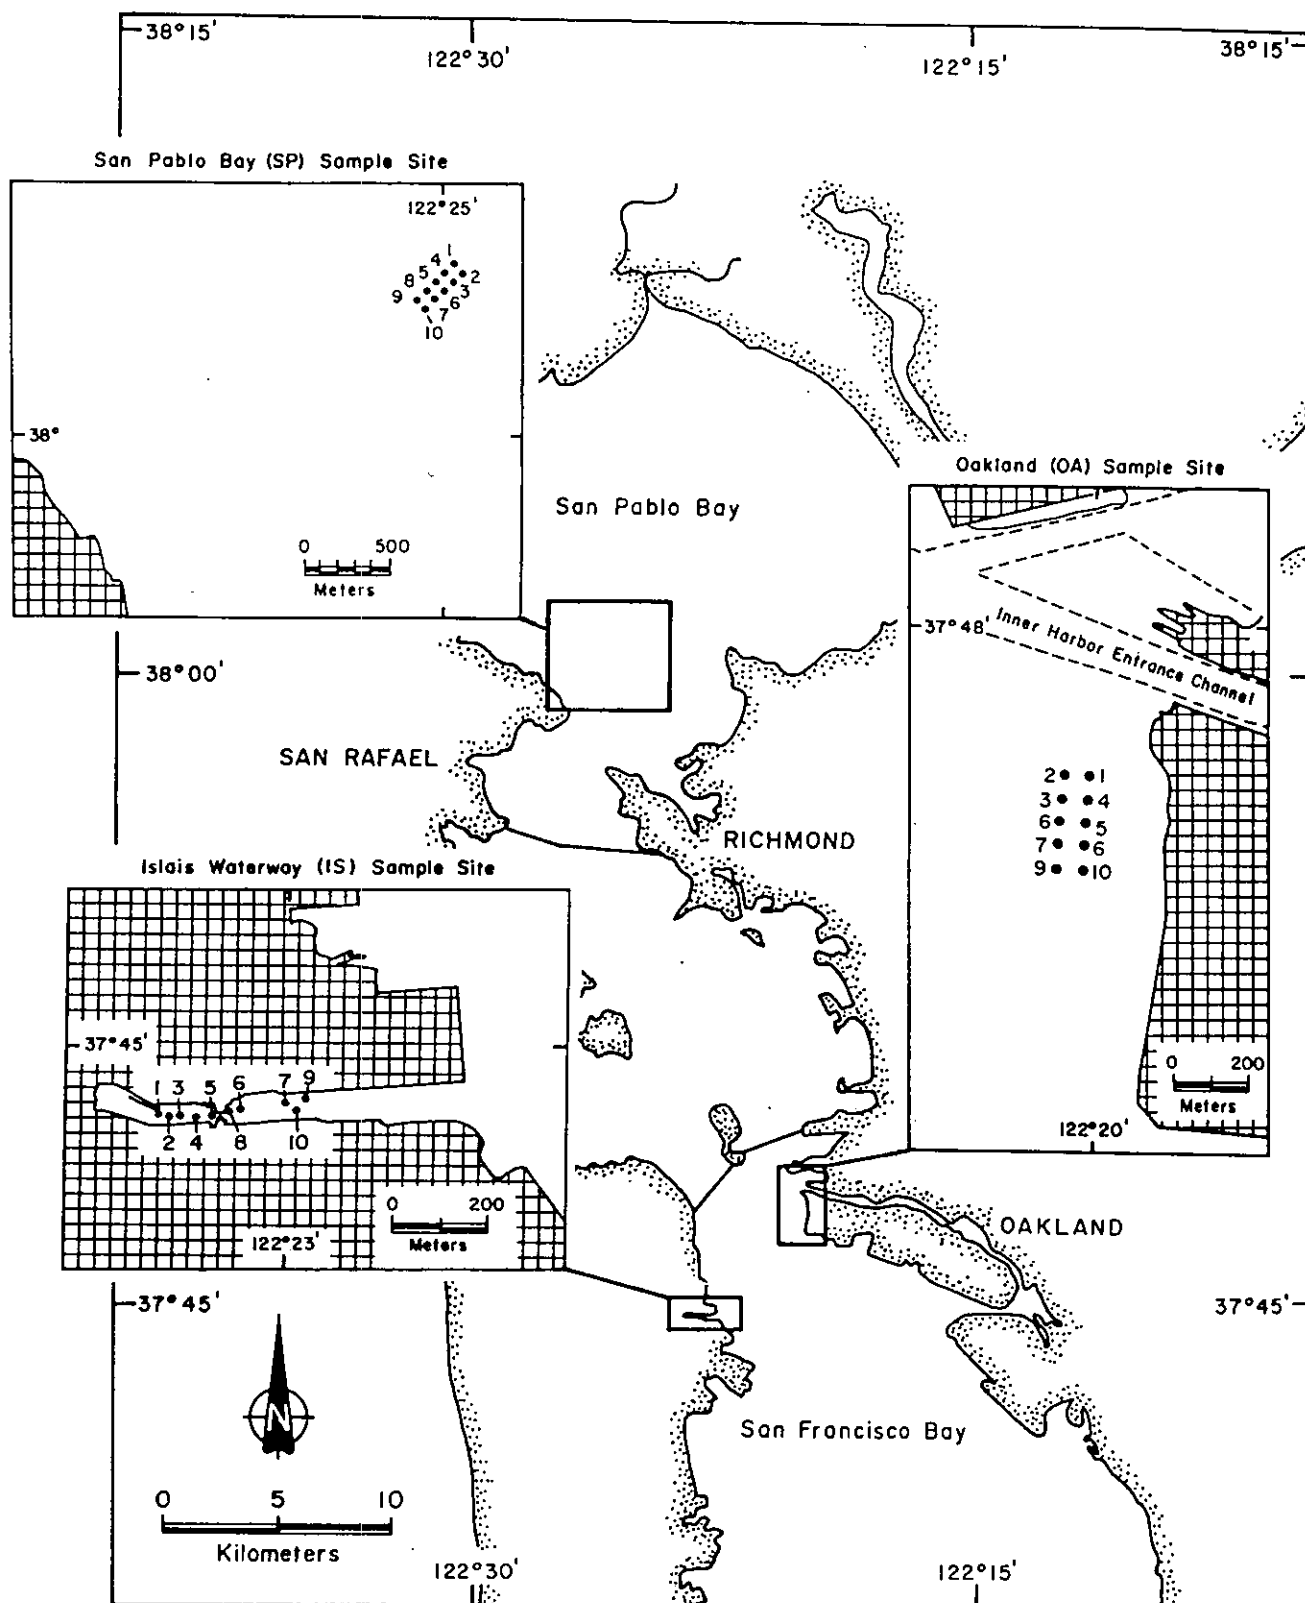 38°15'
122°30'
122°15'
38°15'
San Pablo Bay (SP) Sample Site
122°25'
1
4
5
2
8
3
9
6
7
10
38°
0 500
Meters
San Pablo Bay
Oakland (OA) Sample Site
37°48'
Inner Harbor Entrance Channel
2 1
3 4
6 5
7 6
9 10
0 200
Meters
122°20'
38°00'
SAN RAFAEL
RICHMOND
Islais Waterway (IS) Sample Site
37°45'
1 3 5 6 7 9
2 4 8 10
0 200
Meters
122°23'
OAKLAND
37°45'
37°45'
N
San Francisco Bay
0 5 10
Kilometers
122°30'
122°15'